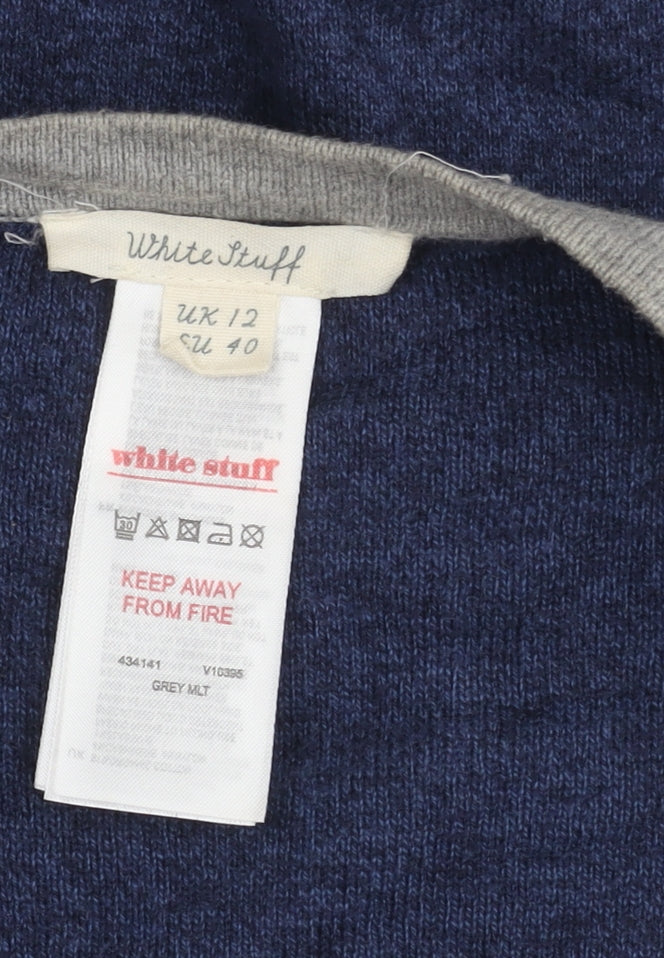 White Stuff
UK 12
EU 40
white stuff
30
KEEP AWAY
FROM FIRE
434141 V10395
GREY MLT